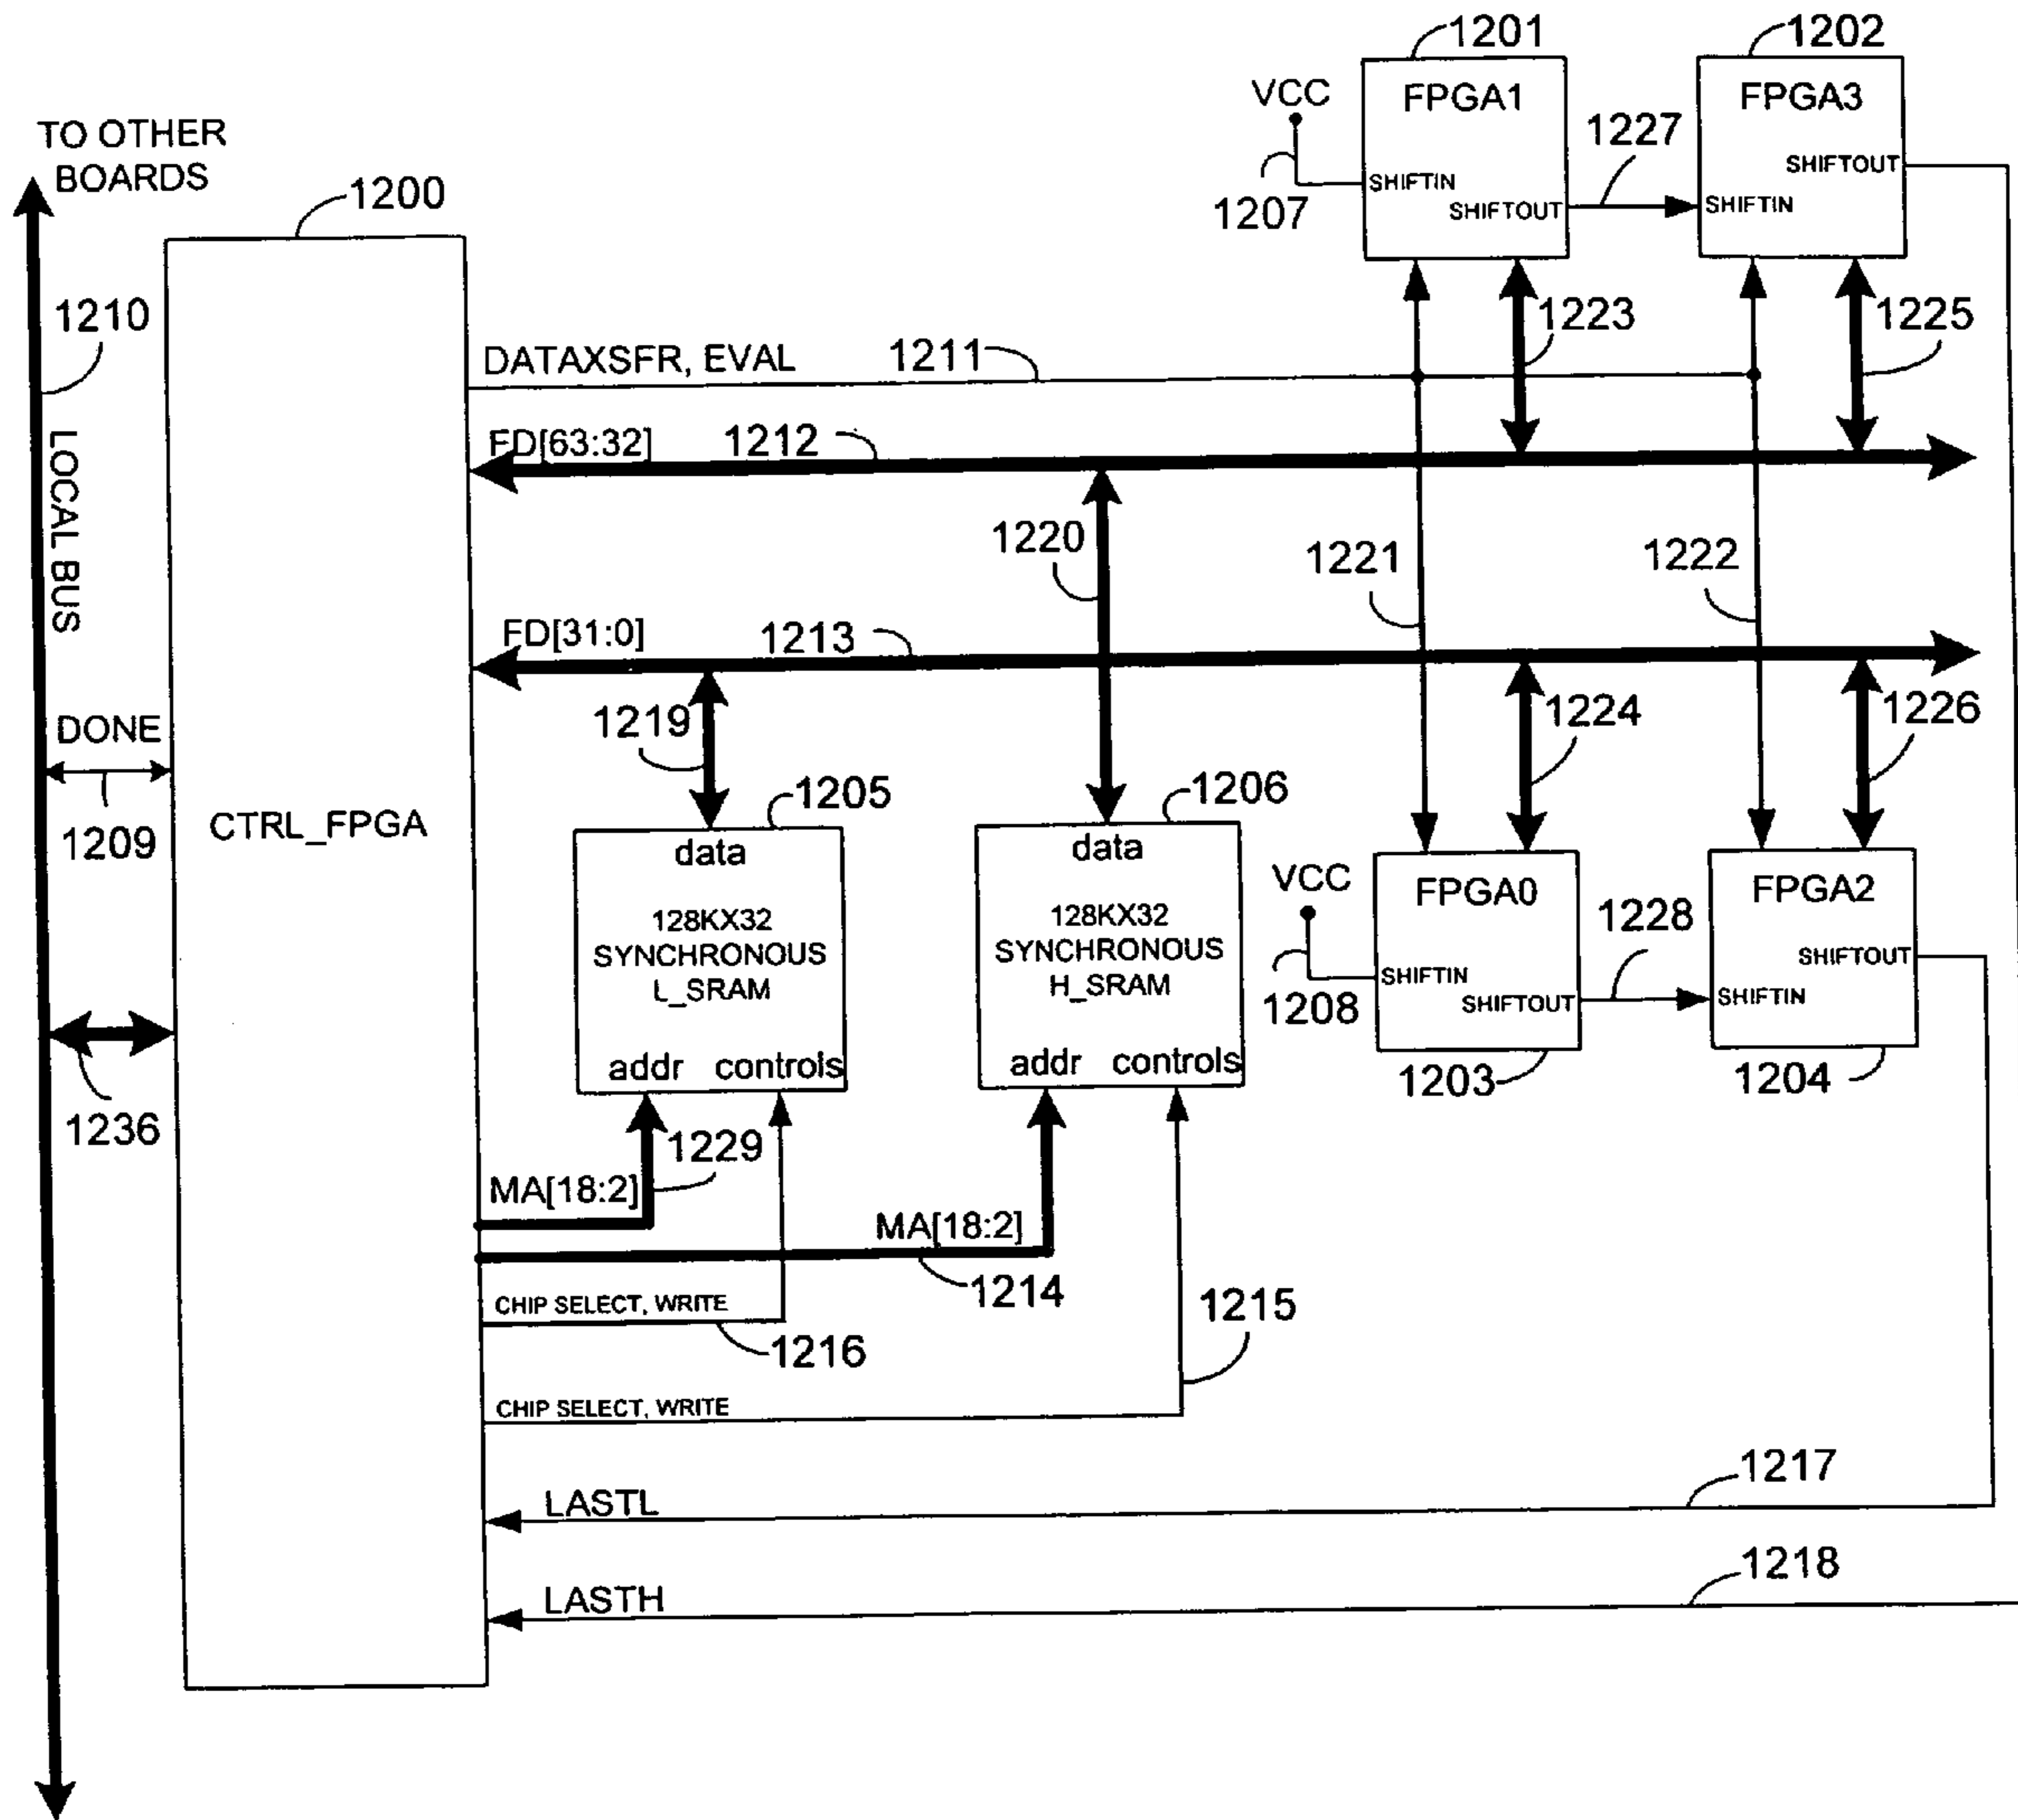 1201
1202
VCC
FPGA1
FPGA3
TO OTHER
BOARDS
1227
SHIFTOUT
1200
SHIFTIN
1207
SHIFTOUT
SHIFTIN
1210
1223
1225
DATAXSFR, EVAL
1211
FD[63:32]
1212
LOCAL BUS
1220
1221
1222
FD[31:0]
1213
DONE
1219
1224
1226
1205
1206
CTRL_FPGA
1209
data
data
VCC
FPGA0
FPGA2
128KX32
SYNCHRONOUS
L_SRAM
128KX32
SYNCHRONOUS
H_SRAM
1228
SHIFTOUT
SHIFTIN
1208
SHIFTOUT
SHIFTIN
addr controls
addr controls
1203
1204
1236
1229
MA[18:2]
MA[18:2]
1214
CHIP SELECT, WRITE
1215
1216
CHIP SELECT, WRITE
1217
LASTL
1218
LASTH